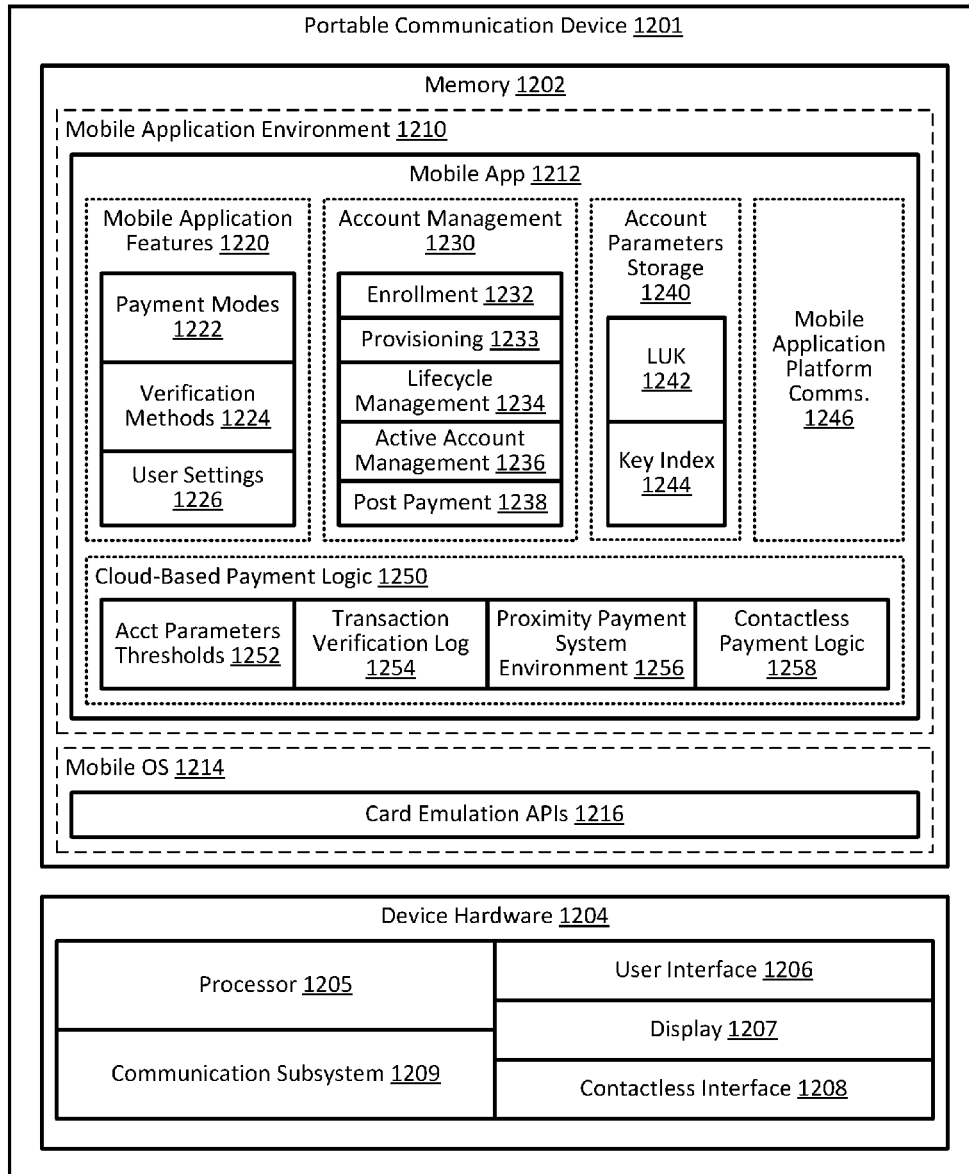 Portable Communication Device 1201
Memory 1202
Mobile Application Environment 1210
Mobile App 1212
Mobile Application
Features 1220
Payment Modes
1222
Verification
Methods 1224
User Settings
1226
Account Management
1230
Enrollment 1232
Provisioning 1233
Lifecycle
Management 1234
Active Account
Management 1236
Post Payment 1238
Account
Parameters
Storage
1240
LUK
1242
Key Index
1244
Mobile
Application
Platform
Comms.
1246
Cloud-Based Payment Logic 1250
Acct Parameters
Thresholds 1252
Transaction
Verification Log
1254
Proximity Payment
System
Environment 1256
Contactless
Payment Logic
1258
Mobile OS 1214
Card Emulation APIs 1216
Device Hardware 1204
Processor 1205
Communication Subsystem 1209
User Interface 1206
Display 1207
Contactless Interface 1208